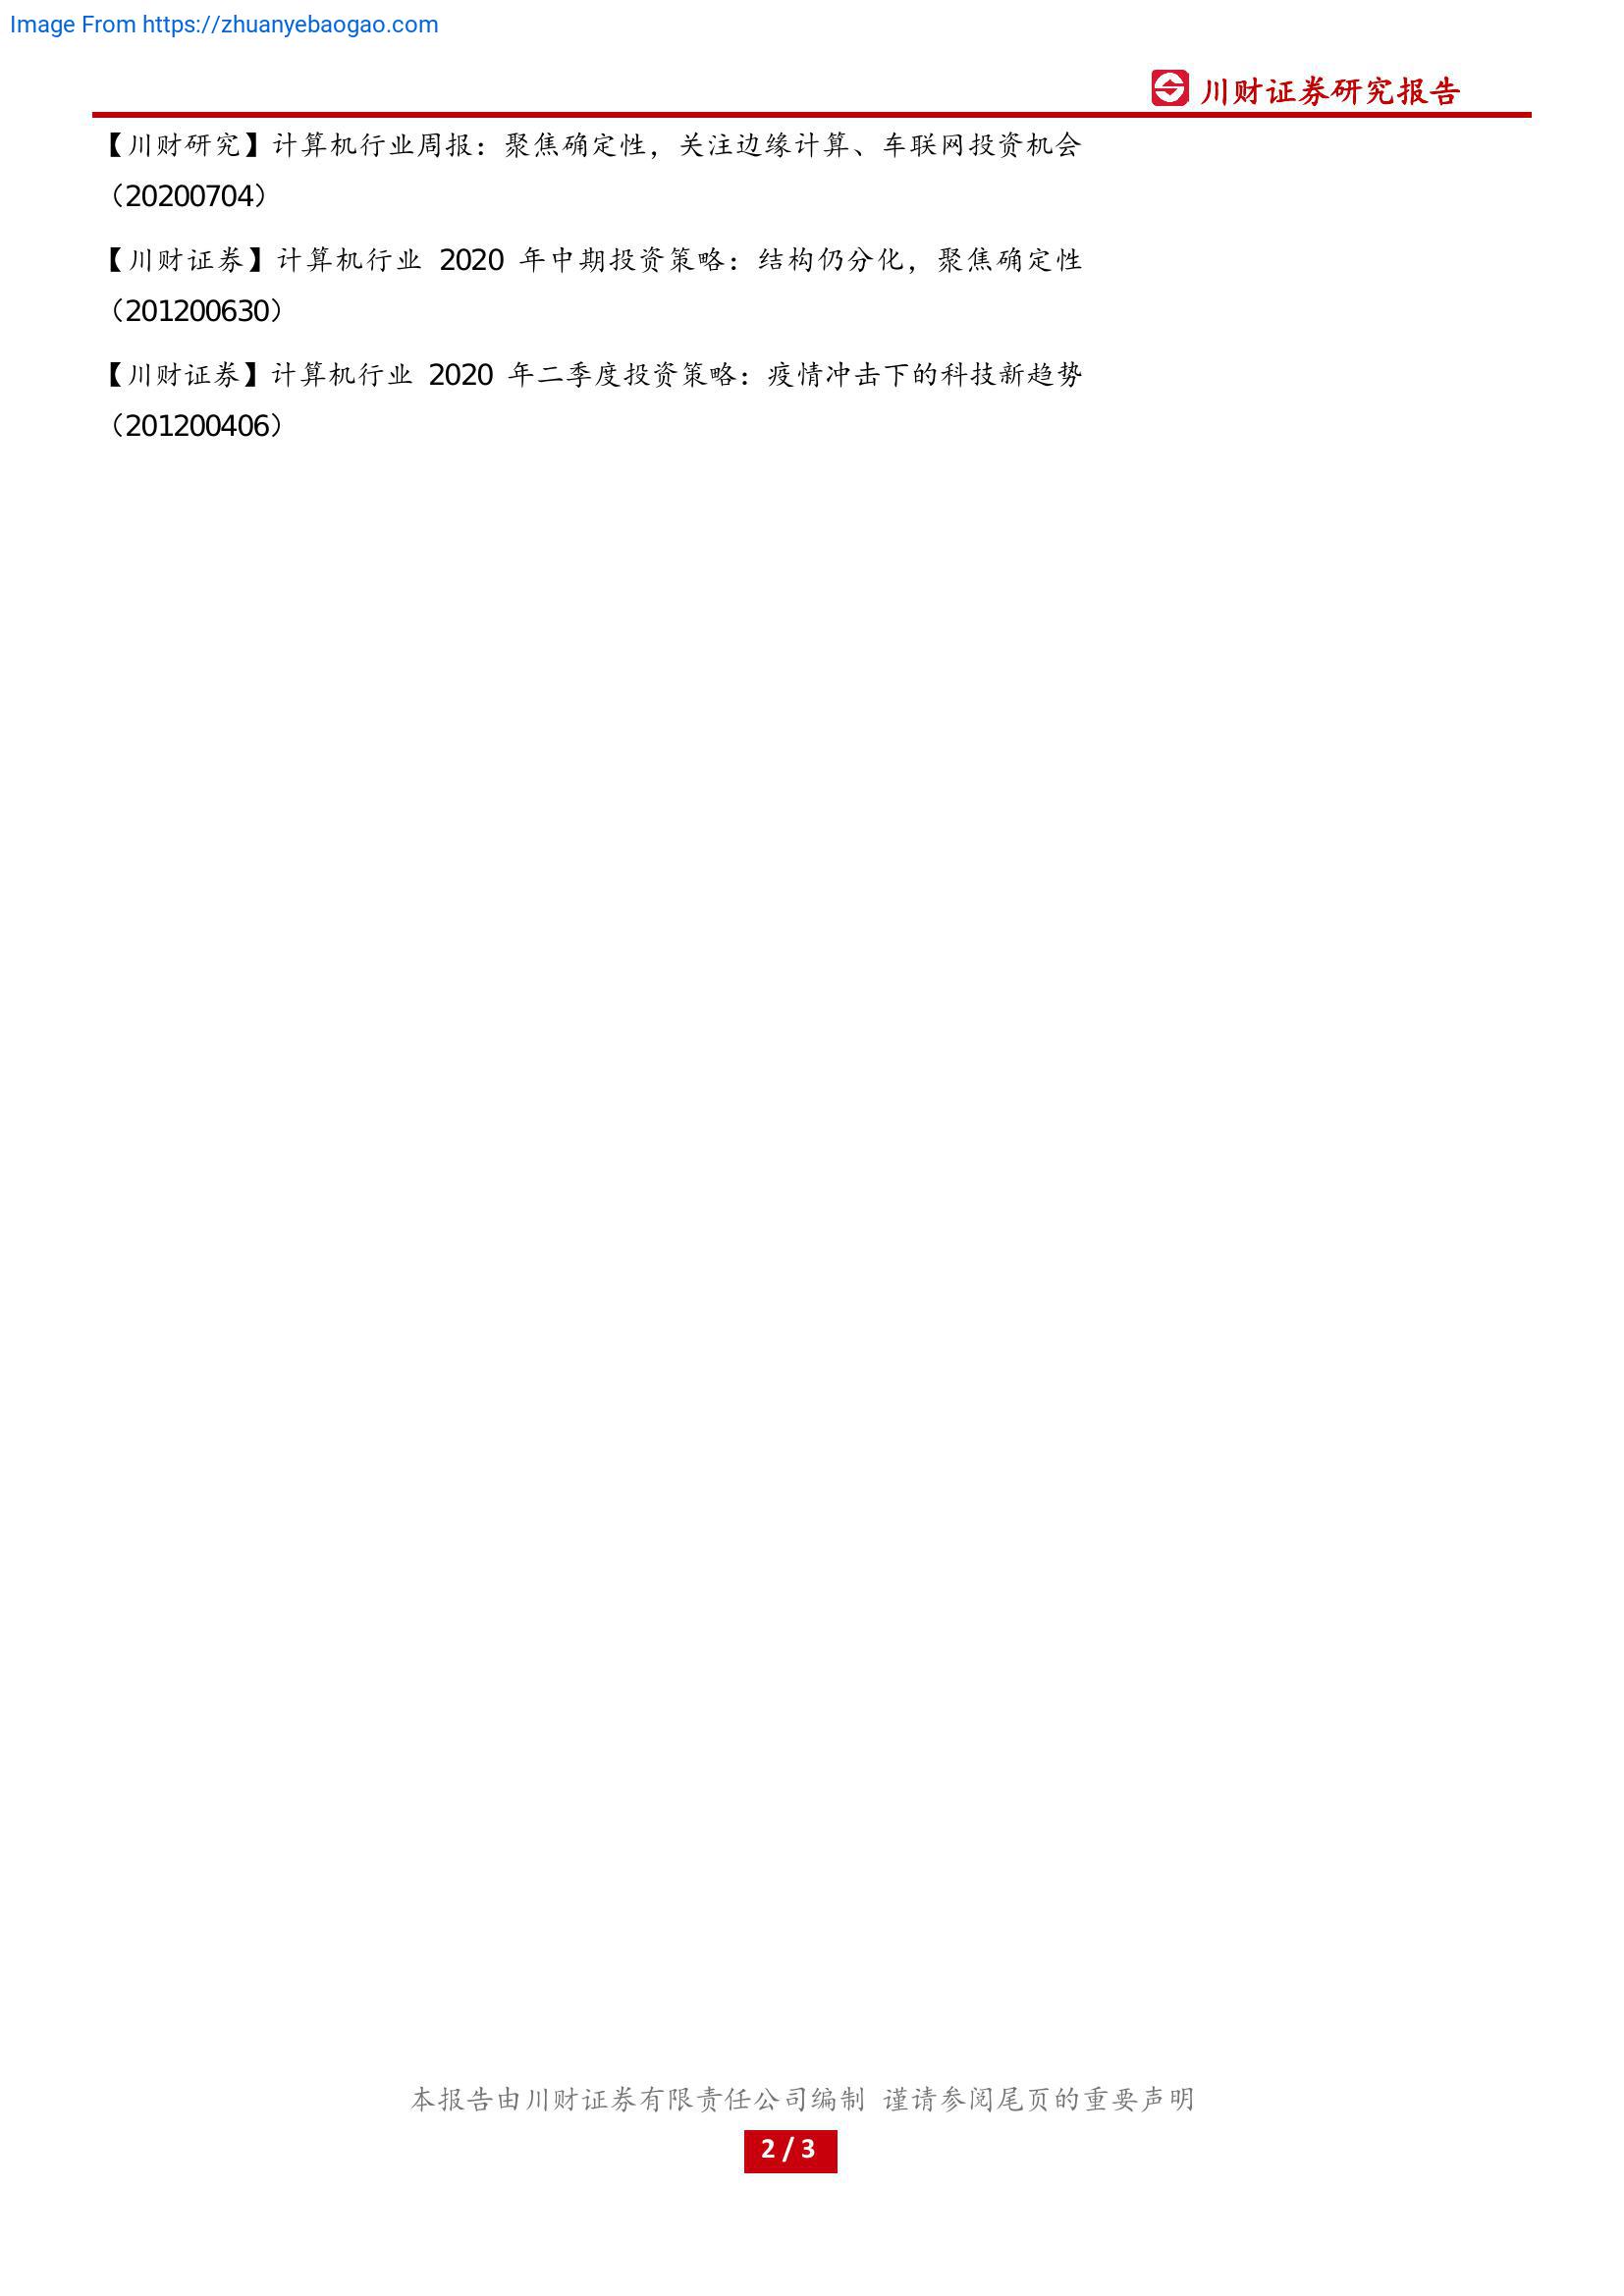 Image From https://zhuanyebaogao.com
川财证券研究报告
【川财研究】计算机行业周报：聚焦确定性，关注边缘计算、车联网投资机会
（20200704）
【川财证券】计算机行业 2020 年中期投资策略：结构仍分化，聚焦确定性
（201200630）
【川财证券】计算机行业 2020 年二季度投资策略：疫情冲击下的科技新趋势
（201200406）
本报告由川财证券有限责任公司编制 谨请参阅尾页的重要声明
2 / 3